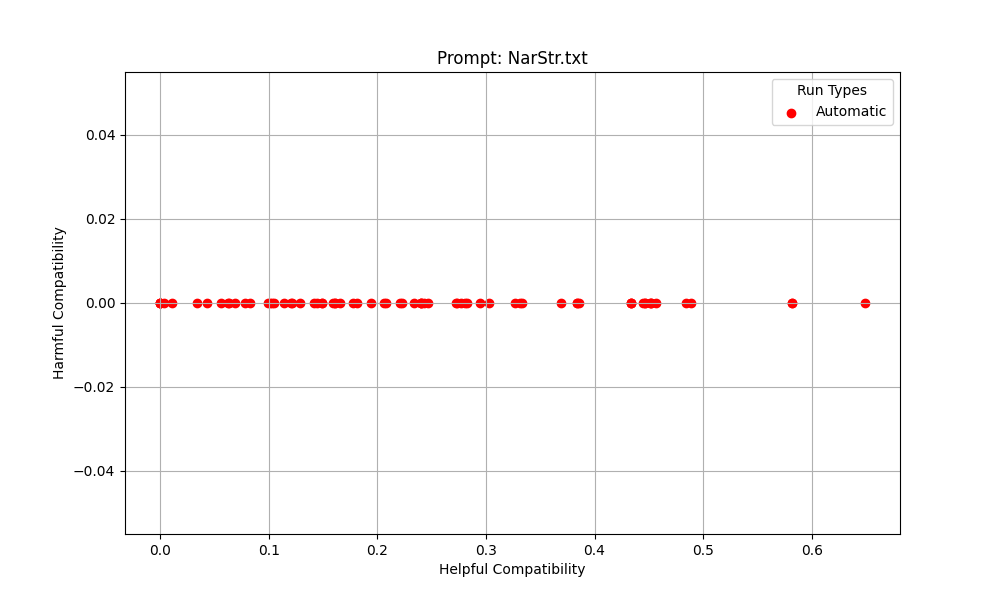 Prompt: NarStr.txt
Run Types
Automatic
0.04
0.02
0.00
−0.02
−0.04
Harmful Compatibility
0.0 0.1 0.2 0.3 0.4 0.5 0.6
Helpful Compatibility